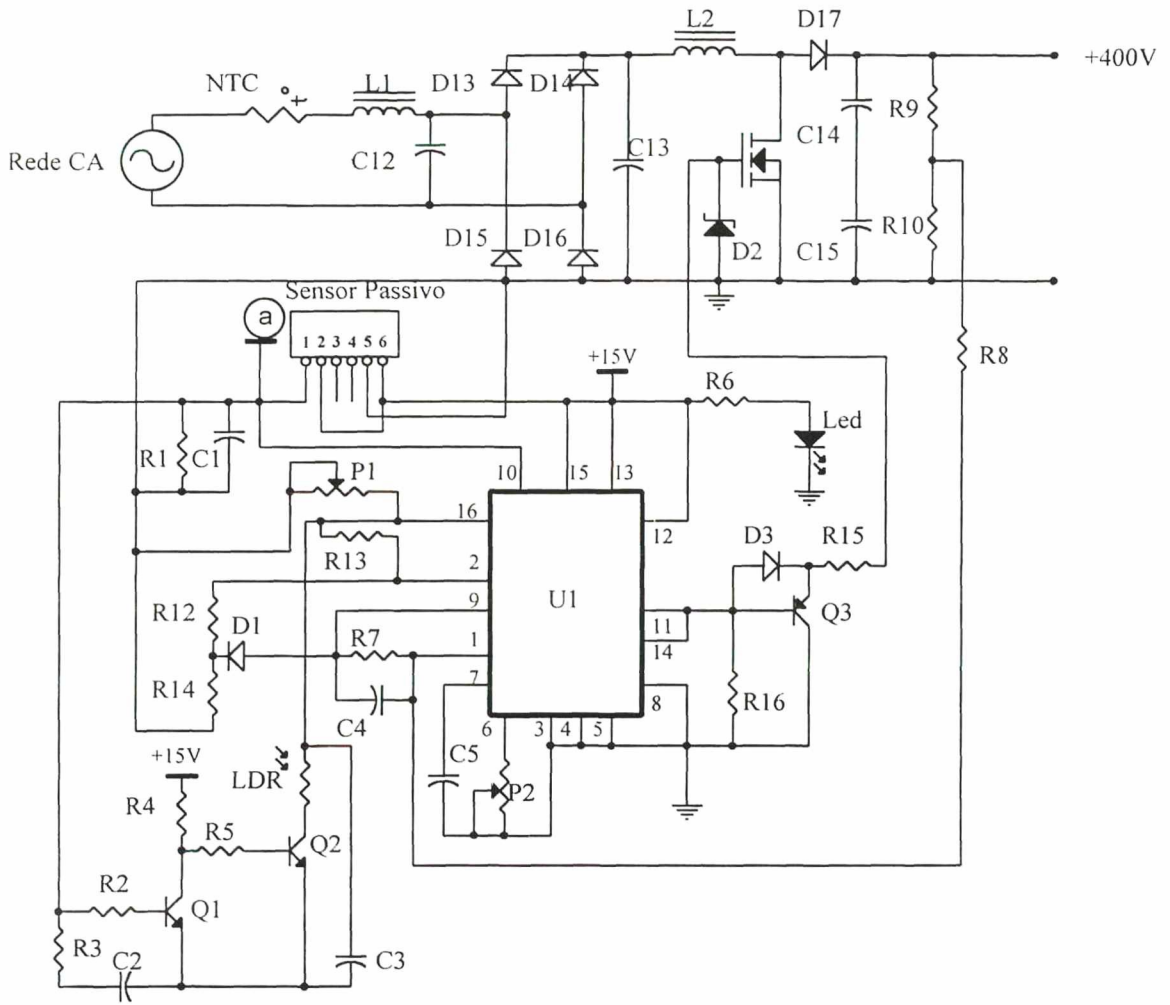 L2
D17
+400V
NTC
t°
L1
D13
D14
R9
C14
C12
C13
Rede CA
D15
D16
D2
C15
R10
Sensor Passivo
a
1 2 3 4 5 6
+15V
R8
R6
Led
R1
C1
P1
10
15
13
16
12
R13
D3
R15
2
U1
R12
9
11
Q3
D1
R7
1
14
R14
7
8
R16
C4
6
3
4
5
+15V
C5
LDR
P2
R4
R5
Q2
R2
Q1
R3
C2
C3